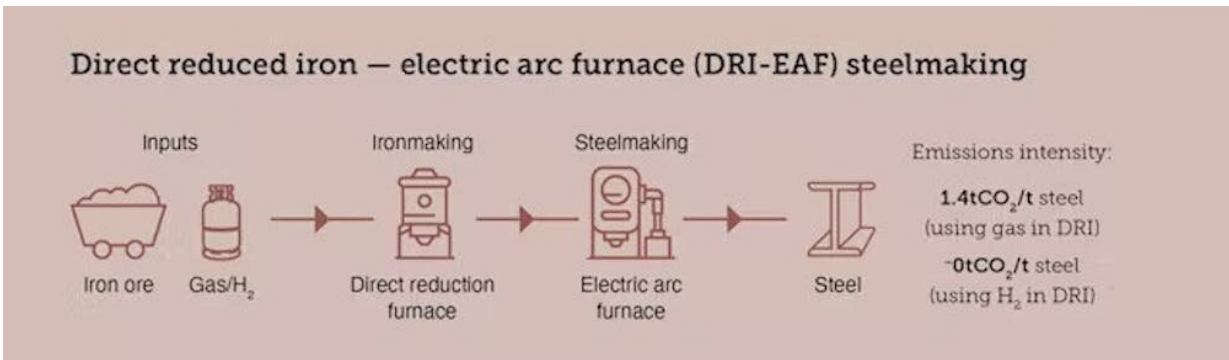 Direct reduced iron — electric arc furnace (DRI-EAF) steelmaking
Inputs
Ironmaking
Steelmaking
Iron ore
Gas/H₂
Direct reduction
furnace
Electric arc
furnace
Steel
Emissions intensity:
1.4tCO₂/t steel
(using gas in DRI)
~0tCO₂/t steel
(using H₂ in DRI)